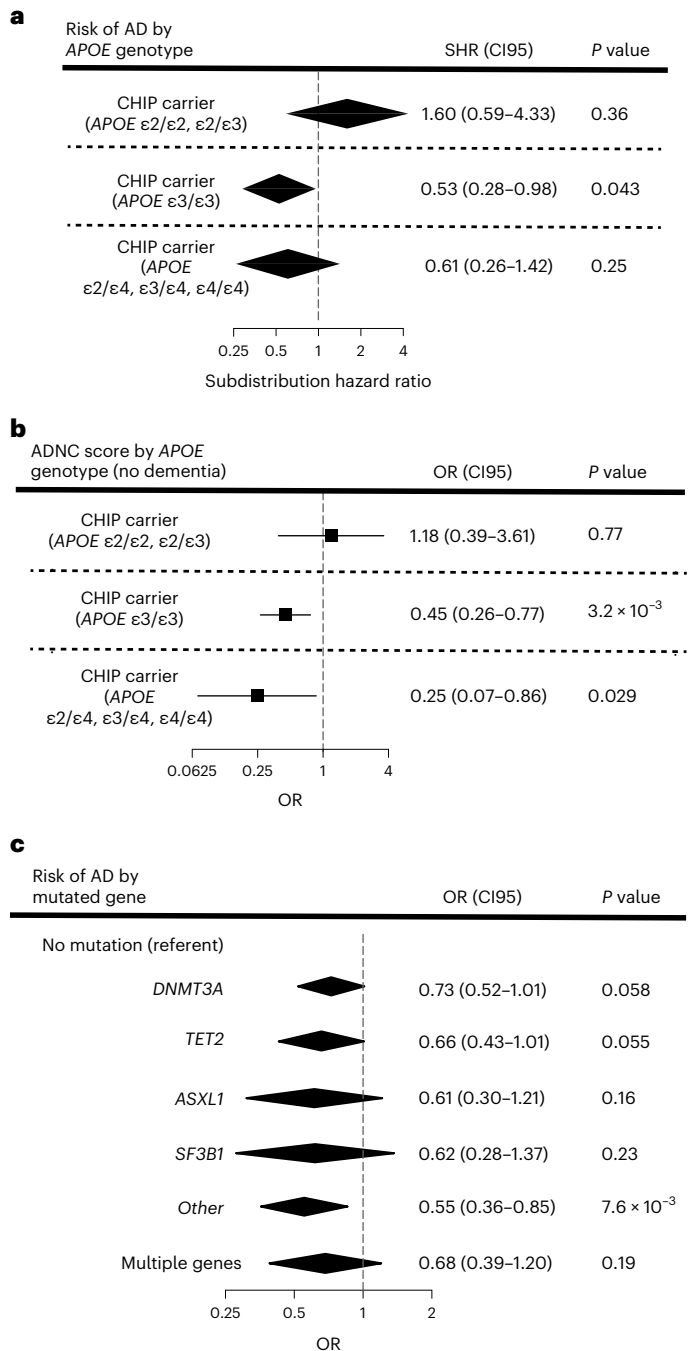 a
Risk of AD by
APOE genotype SHR (CI95) P value
CHIP carrier
(APOE ε2/ε2, ε2/ε3) 1.60 (0.59–4.33) 0.36
CHIP carrier
(APOE ε3/ε3) 0.53 (0.28–0.98) 0.043
CHIP carrier
(APOE 0.61 (0.26–1.42) 0.25
ε2/ε4, ε3/ε4, ε4/ε4)
0.25 0.5 1 2 4
Subdistribution hazard ratio
b
ADNC score by APOE
genotype (no dementia) OR (CI95) P value
CHIP carrier
(APOE ε2/ε2, ε2/ε3) 1.18 (0.39–3.61) 0.77
CHIP carrier
(APOE ε3/ε3) 0.45 (0.26–0.77) 3.2 × 10⁻³
CHIP carrier
(APOE 0.25 (0.07–0.86) 0.029
ε2/ε4, ε3/ε4, ε4/ε4)
0.0625 0.25 1 4
OR
c
Risk of AD by
mutated gene OR (CI95) P value
No mutation (referent)
DNMT3A 0.73 (0.52–1.01) 0.058
TET2 0.66 (0.43–1.01) 0.055
ASXL1 0.61 (0.30–1.21) 0.16
SF3B1 0.62 (0.28–1.37) 0.23
Other 0.55 (0.36–0.85) 7.6 × 10⁻³
Multiple genes 0.68 (0.39–1.20) 0.19
0.25 0.5 1 2
OR